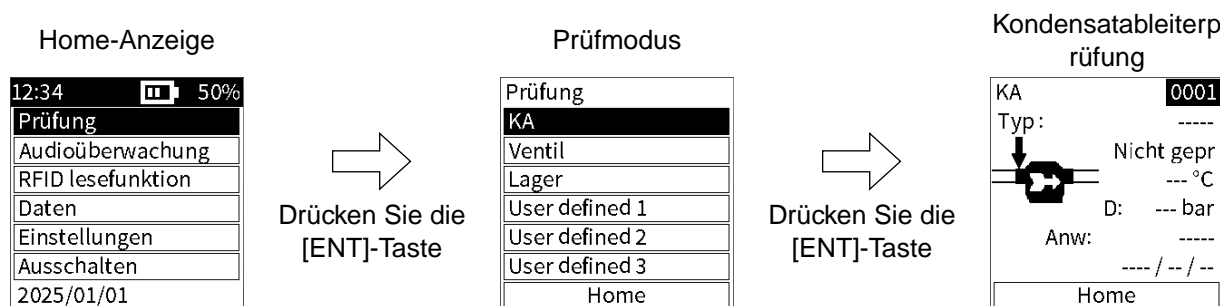 Home-Anzeige
12:34 50%
Prüfung
Audioüberwachung
RFID lesefunktion
Daten
Einstellungen
Ausschalten
2025/01/01
Drücken Sie die
[ENT]-Taste
Prüfmodus
Prüfung
KA
Ventil
Lager
User defined 1
User defined 2
User defined 3
Home
Drücken Sie die
[ENT]-Taste
Kondensatableiterp
rüfung
KA 0001
Typ: -----
Nicht gepr
--- °C
D: --- bar
Anw: -----
---- / -- / --
Home